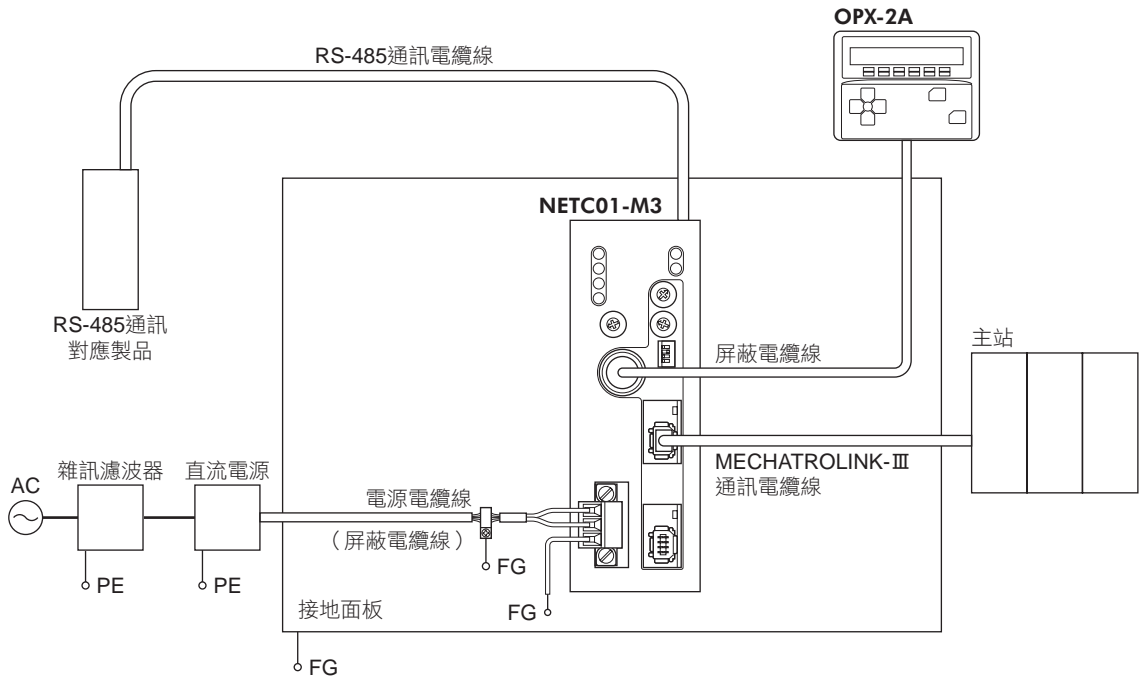 OPX-2A
RS-485通訊電纜線
NETC01-M3
RS-485通訊
對應製品
屏蔽電纜線
主站
MECHATROLINK-Ⅲ
通訊電纜線
雜訊濾波器
直流電源
AC
電源電纜線
（屏蔽電纜線）
PE
PE
FG
FG
接地面板
FG